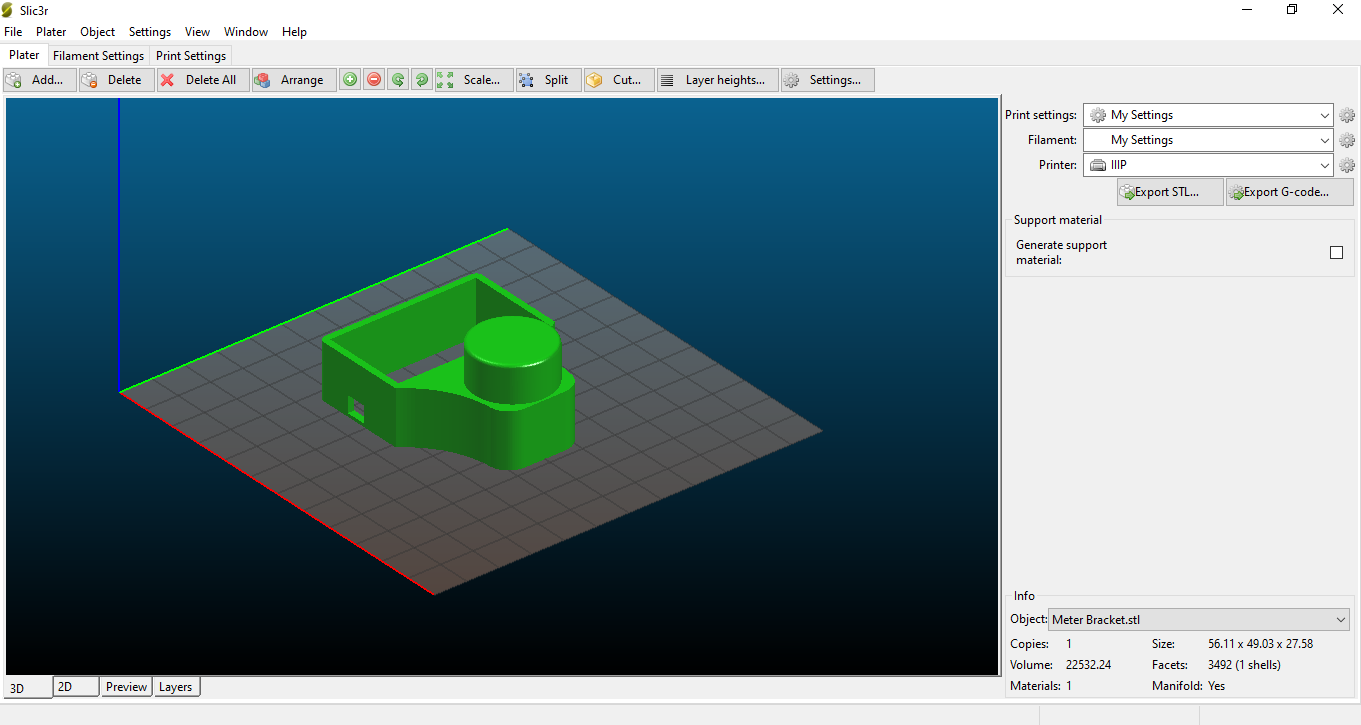 Slic3r
File Plater Object Settings View Window Help
Plater Filament Settings Print Settings
Add... Delete Delete All Arrange Scale... Split Cut... Layer heights... Settings...
Print settings: My Settings
Filament: My Settings
Printer: IIIP
Export STL... Export G-code...
Support material
Generate support
material:
Info
Object: Meter Bracket.stl
Copies: 1 Size: 56.11 x 49.03 x 27.58
Volume: 22532.24 Facets: 3492 (1 shells)
Materials: 1 Manifold: Yes
3D 2D Preview Layers